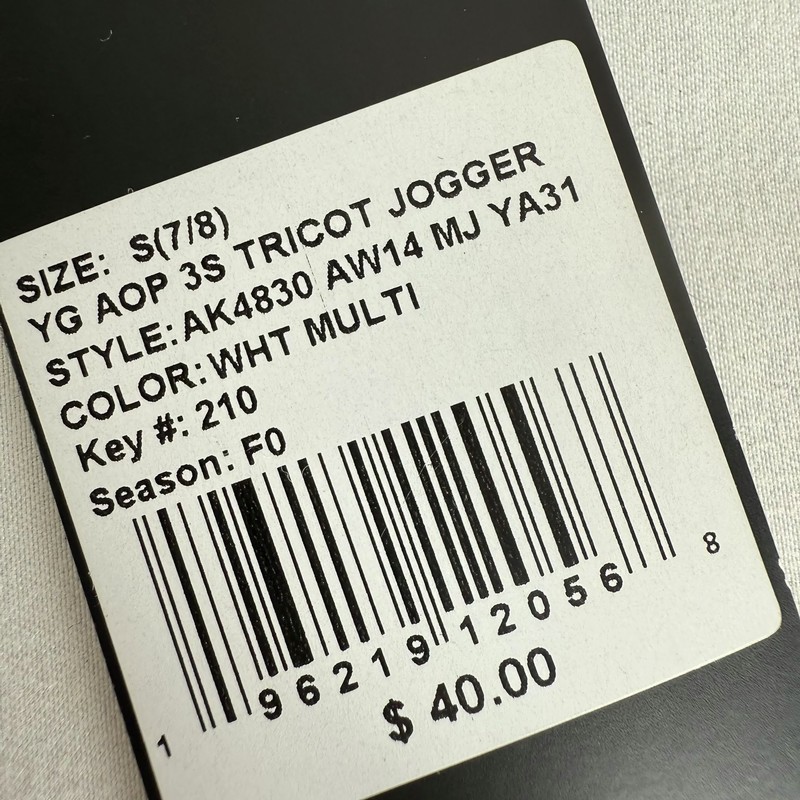 SIZE: S(7/8)
YG AOP 3S TRICOT JOGGER
STYLE:AK4830 AW14 MJ YA31
COLOR:WHT MULTI
Key #: 210
Season: F0
1 96219 12056 8
$ 40.00